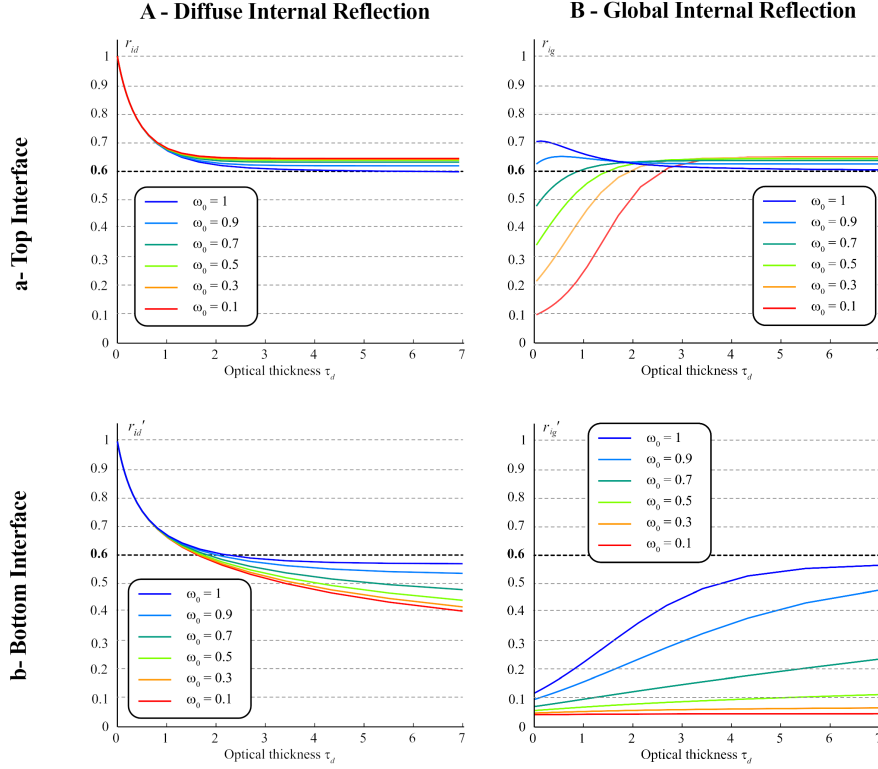 A - Diffuse Internal Reflection
B - Global Internal Reflection
a- Top Interface
r_id
1
0.9
0.8
0.7
0.6
0.5
0.4
0.3
0.2
0.1
0
ω₀ = 1
ω₀ = 0.9
ω₀ = 0.7
ω₀ = 0.5
ω₀ = 0.3
ω₀ = 0.1
0 1 2 3 4 5 6 7
Optical thickness τ_d
r_ig
1
0.9
0.8
0.7
0.6
0.5
0.4
0.3
0.2
0.1
0
ω₀ = 1
ω₀ = 0.9
ω₀ = 0.7
ω₀ = 0.5
ω₀ = 0.3
ω₀ = 0.1
0 1 2 3 4 5 6 7
Optical thickness τ_d
b- Bottom Interface
r_id′
1
0.9
0.8
0.7
0.6
0.5
0.4
0.3
0.2
0.1
0
ω₀ = 1
ω₀ = 0.9
ω₀ = 0.7
ω₀ = 0.5
ω₀ = 0.3
ω₀ = 0.1
0 1 2 3 4 5 6 7
Optical thickness τ_d
r_ig′
1
0.9
0.8
0.7
0.6
0.5
0.4
0.3
0.2
0.1
0
ω₀ = 1
ω₀ = 0.9
ω₀ = 0.7
ω₀ = 0.5
ω₀ = 0.3
ω₀ = 0.1
0 1 2 3 4 5 6 7
Optical thickness τ_d